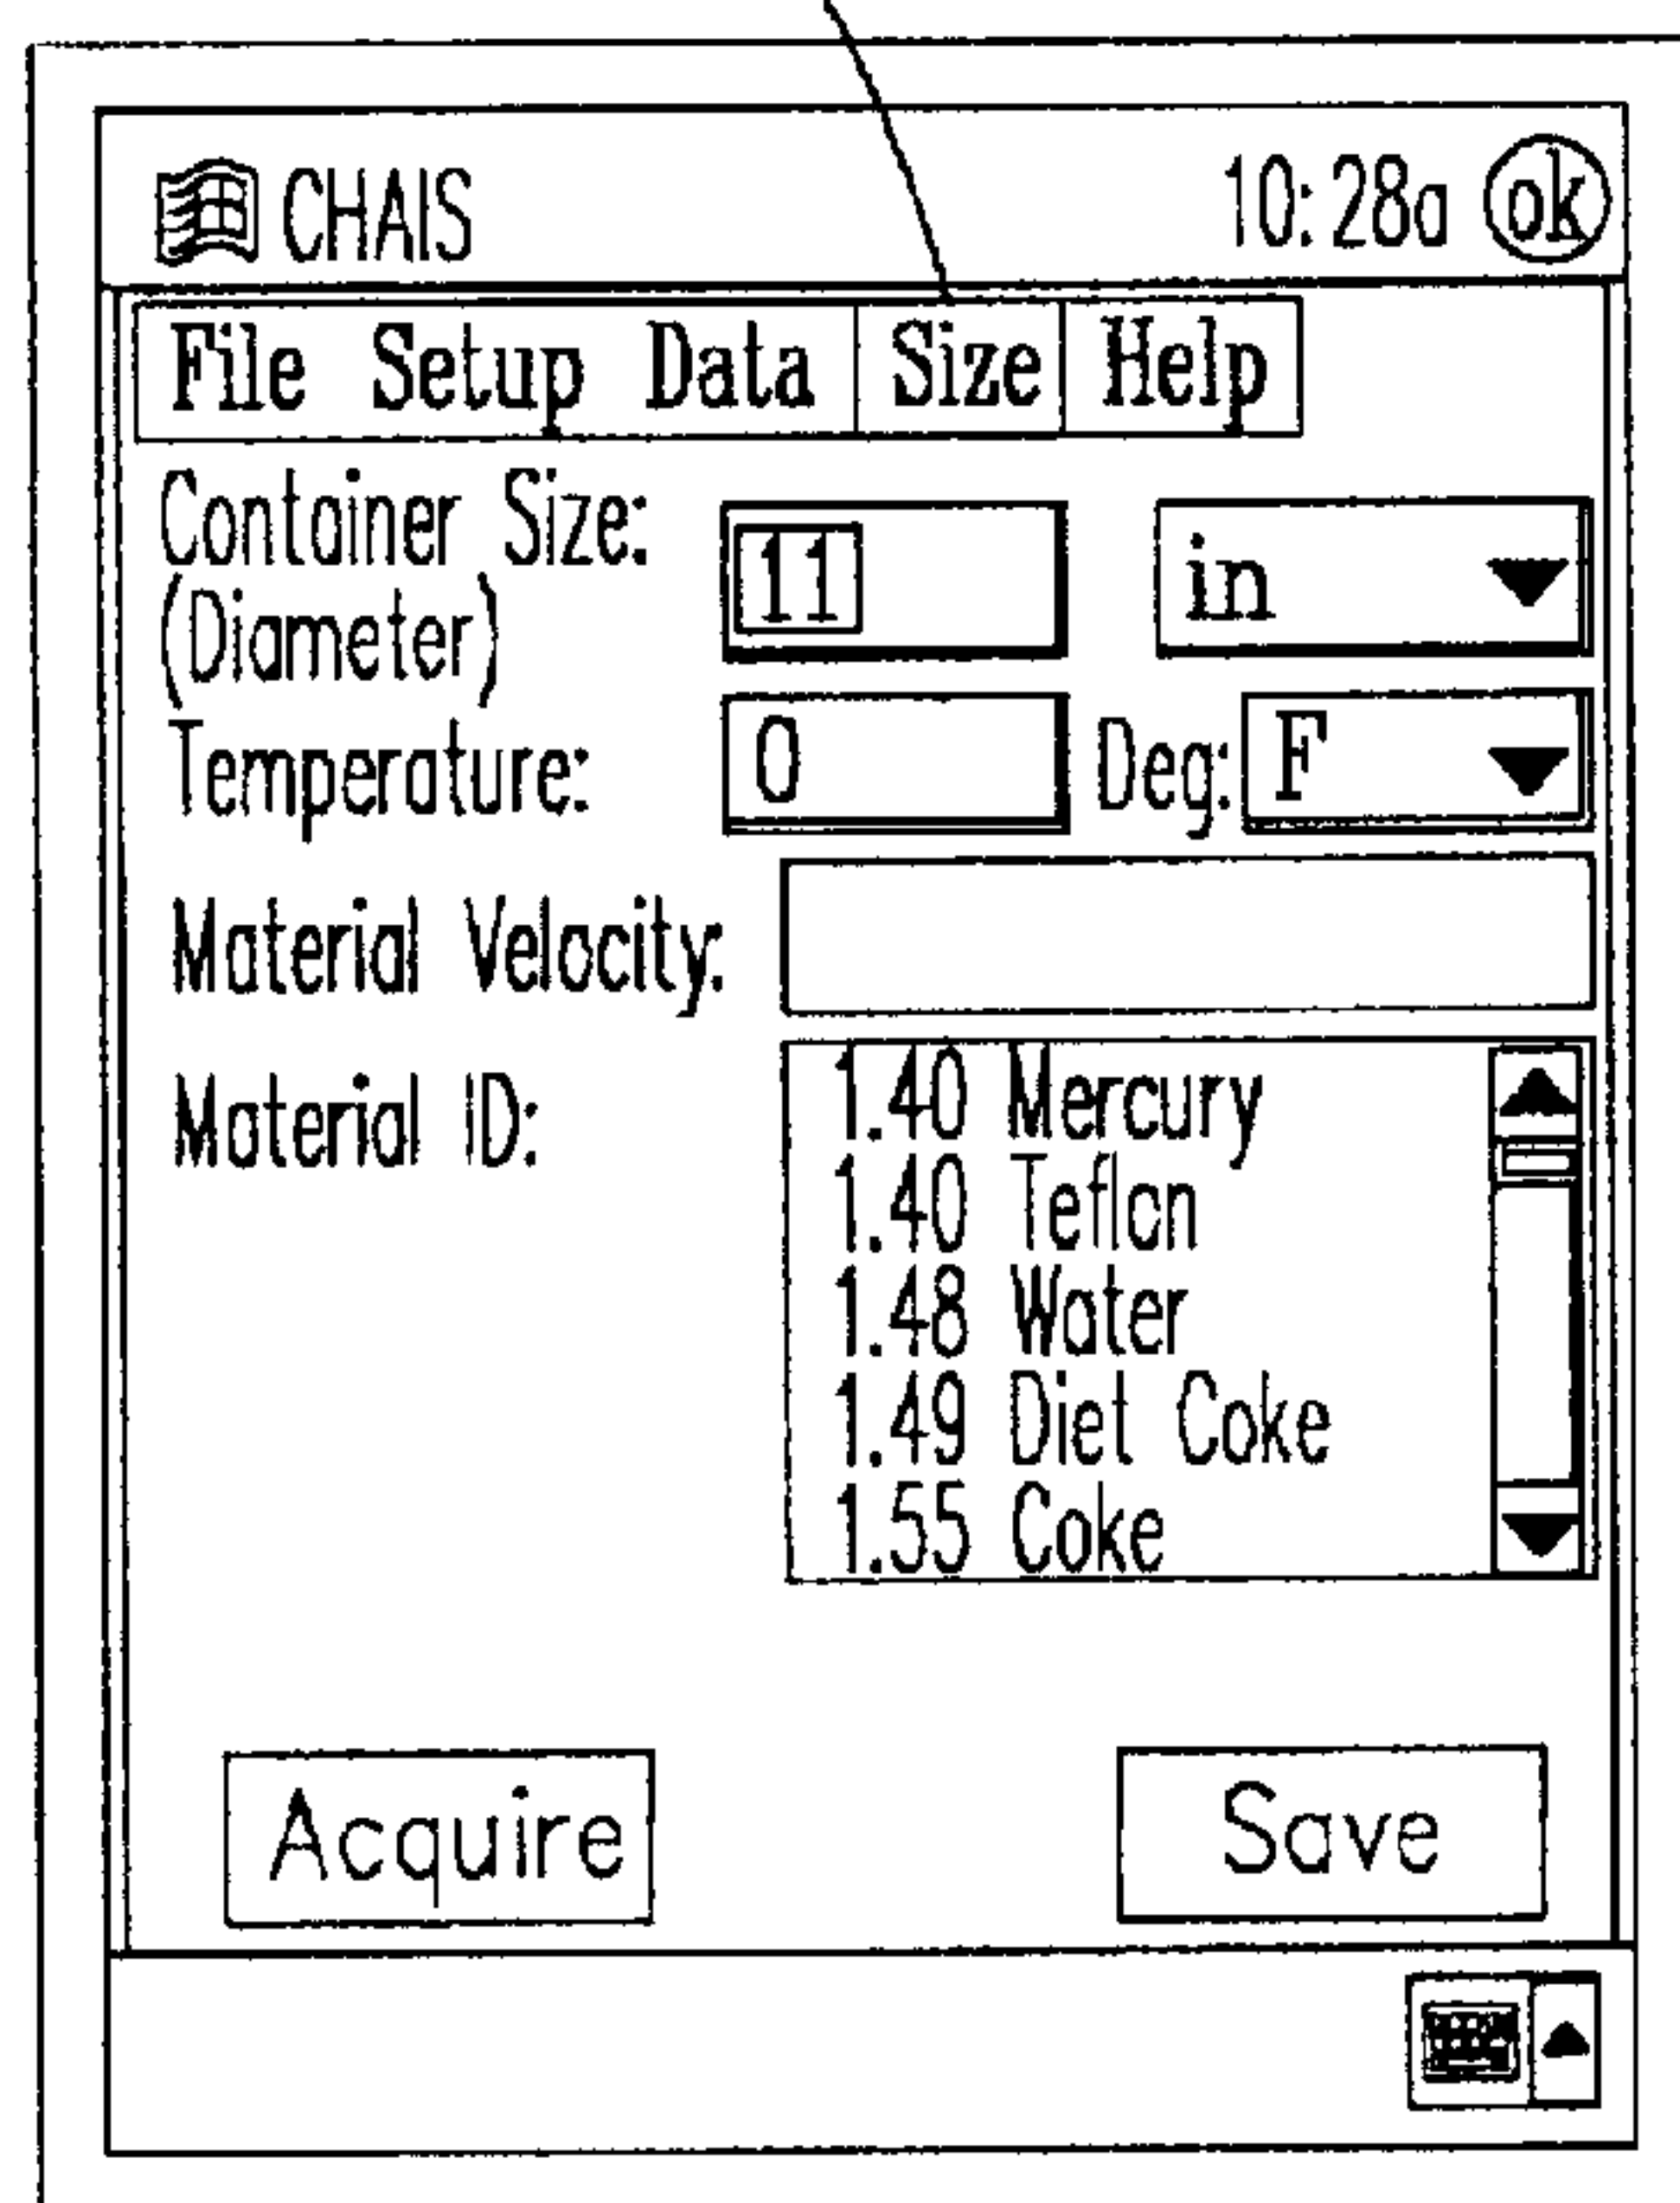 CHAIS 10:28a ok
File Setup Data Size Help
Container Size: 11 in
(Diameter)
Temperature: 0 Deg: F
Material Velocity:
Material ID: 1.40 Mercury
1.40 Teflon
1.48 Water
1.49 Diet Coke
1.55 Coke
Acquire Save